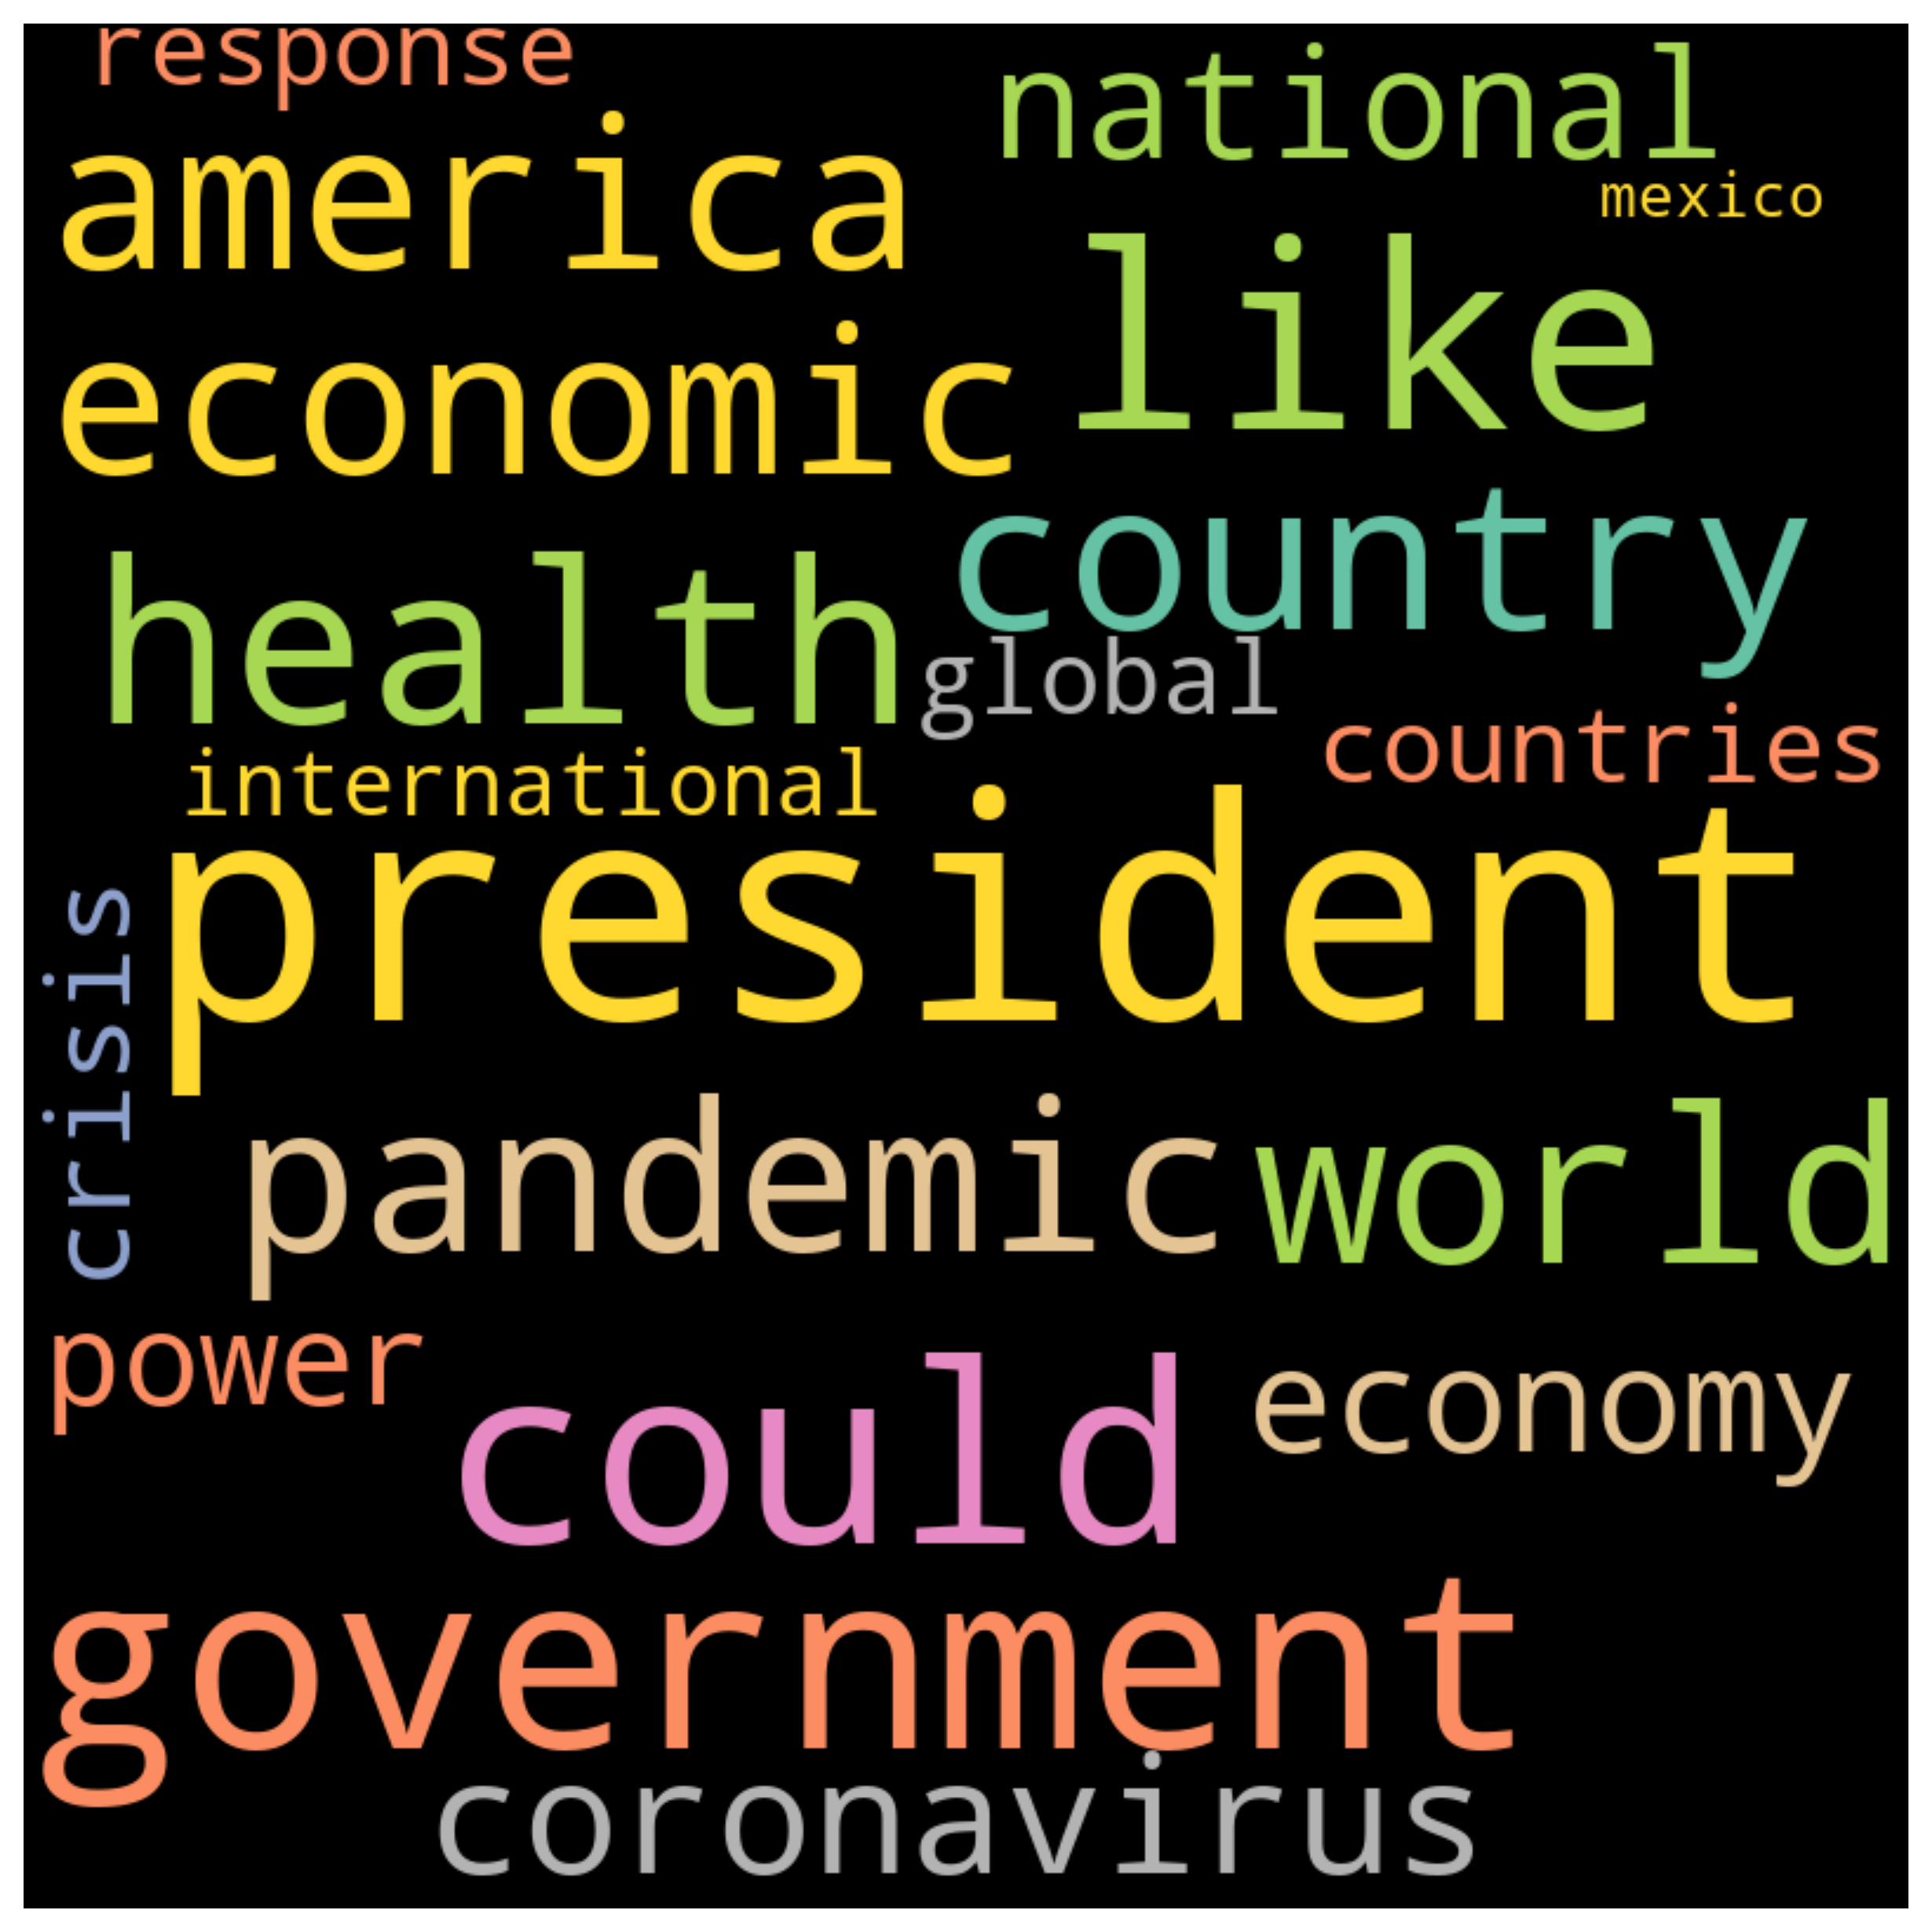 response
national
america
mexico
like
economic
country
health
global
countries
international
president
crisis
pandemic
world
power
could
economy
government
coronavirus